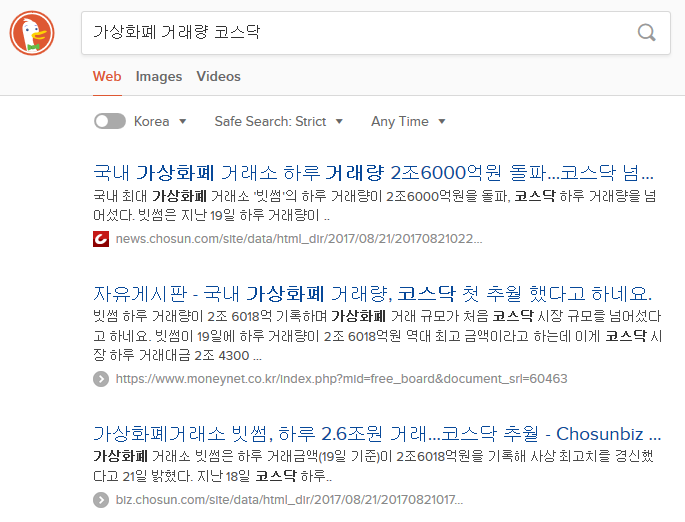 가상화폐 거래량 코스닥
Web Images Videos
Korea Safe Search: Strict Any Time
국내 가상화폐 거래소 하루 거래량 2조6000억원 돌파...코스닥 넘...
국내 최대 가상화폐 거래소 '빗썸'의 하루 거래량이 2조6000억원을 돌파, 코스닥 하루 거래량을 넘
어섰다. 빗썸은 지난 19일 하루 거래량이 ..
news.chosun.com/site/data/html_dir/2017/08/21/20170821022...
자유게시판 - 국내 가상화폐 거래량, 코스닥 첫 추월 했다고 하네요.
빗썸 하루 거래량이 2조 6018억 기록하며 가상화폐 거래 규모가 처음 코스닥 시장 규모를 넘어섰다
고 하네요. 빗썸이 19일에 하루 거래량이 2조 6018억원 역대 최고 금액이라고 하는데 이게 코스닥 시
장 하루 거래대금 2조 4300 ...
https://www.moneynet.co.kr/index.php?mid=free_board&document_srl=60463
가상화폐거래소 빗썸, 하루 2.6조원 거래...코스닥 추월 - Chosunbiz ...
가상화폐 거래소 빗썸은 하루 거래금액(19일 기준)이 2조6018억원을 기록해 사상 최고치를 경신했
다고 21일 밝혔다. 지난 18일 코스닥 하루..
biz.chosun.com/site/data/html_dir/2017/08/21/20170821017...